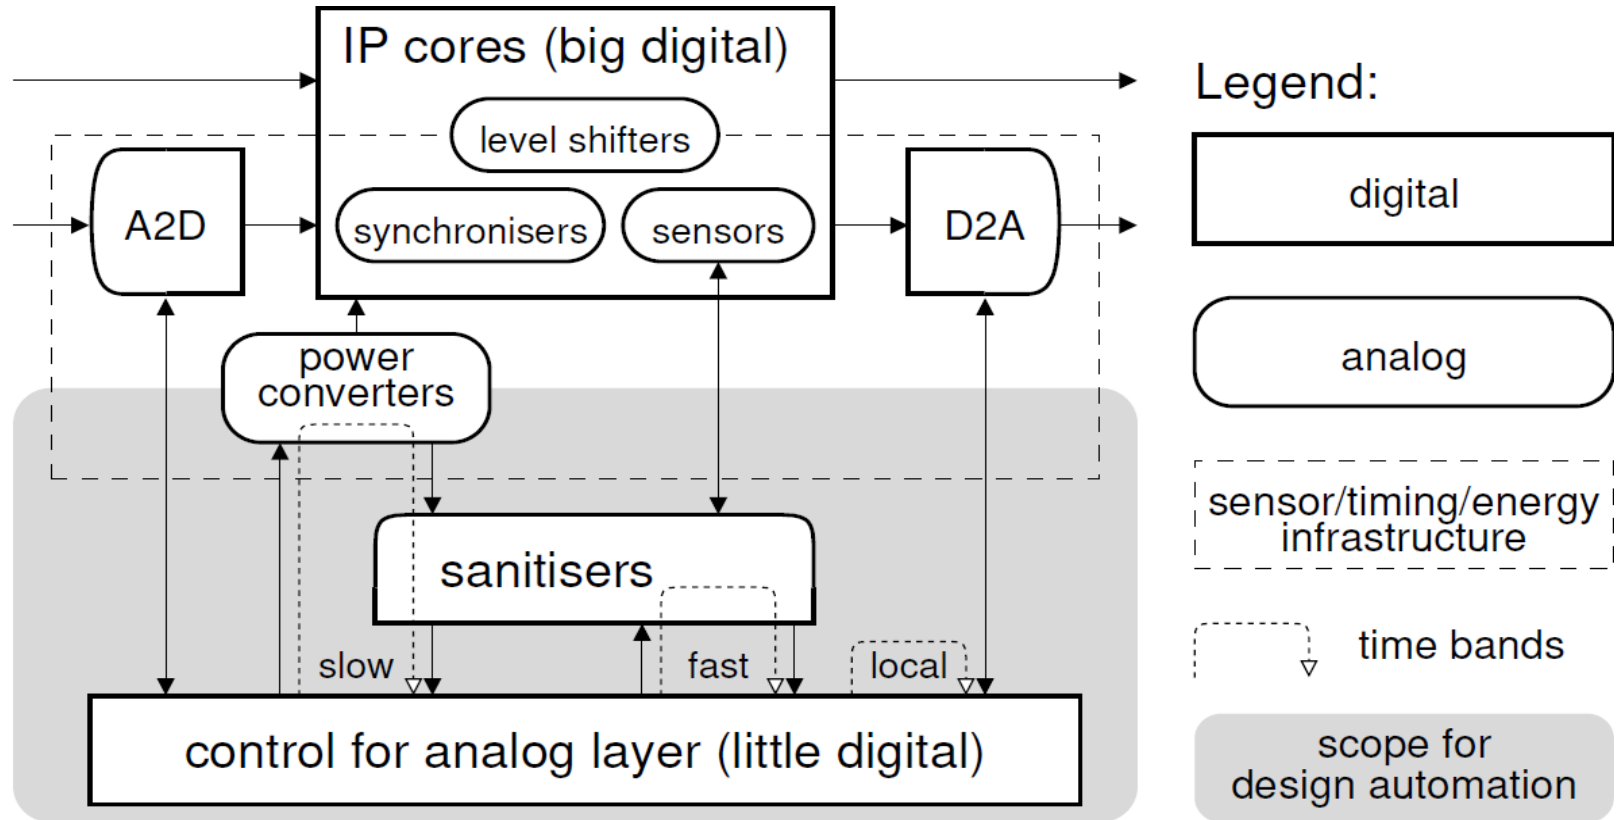 IP cores (big digital)
level shifters
synchronisers
sensors
A2D
D2A
power
converters
sanitisers
slow
fast
local
control for analog layer (little digital)
Legend:
digital
analog
sensor/timing/energy
infrastructure
time bands
scope for
design automation